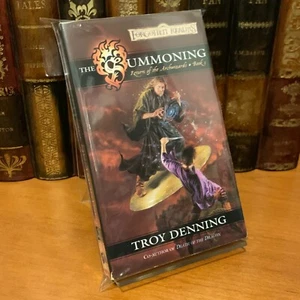 FORGOTTEN REALMS
THE SUMMONING
Return of the Archwizards • Book I
TROY DENNING
CO-AUTHOR OF DEATH OF THE DRAGON